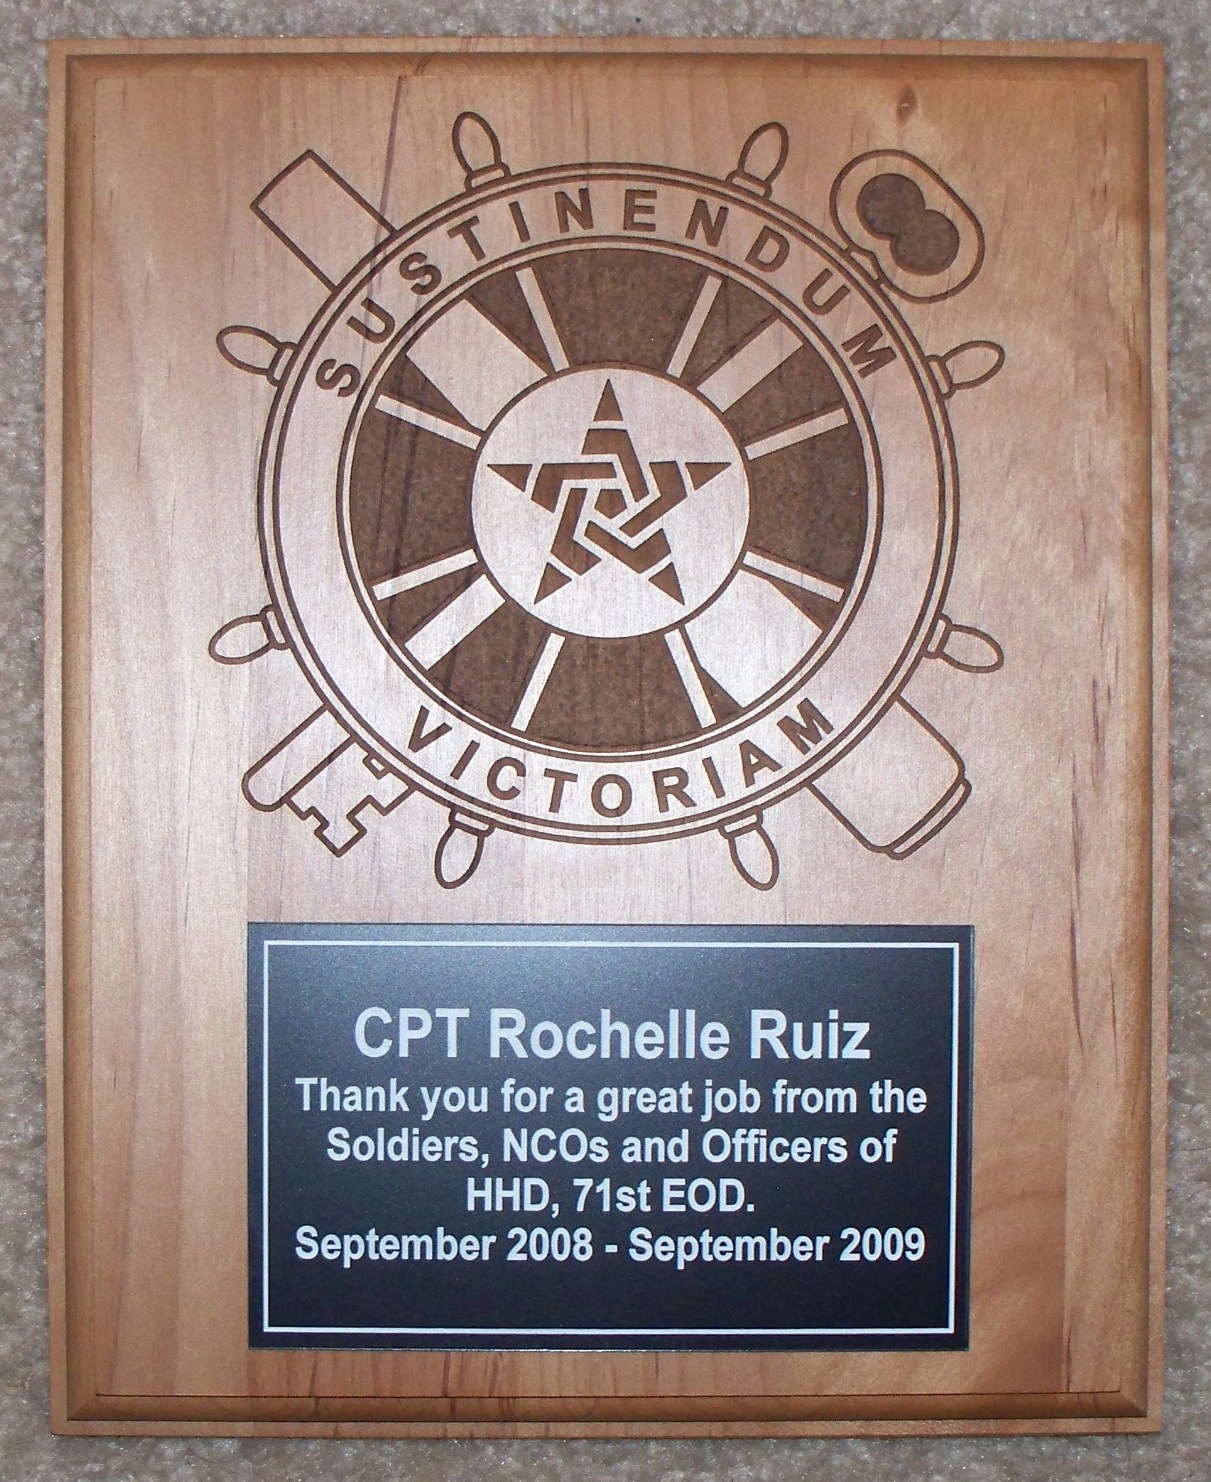 SUSTINENDUM
VICTORIAM
CPT Rochelle Ruiz
Thank you for a great job from the
Soldiers, NCOs and Officers of
HHD, 71st EOD.
September 2008 - September 2009